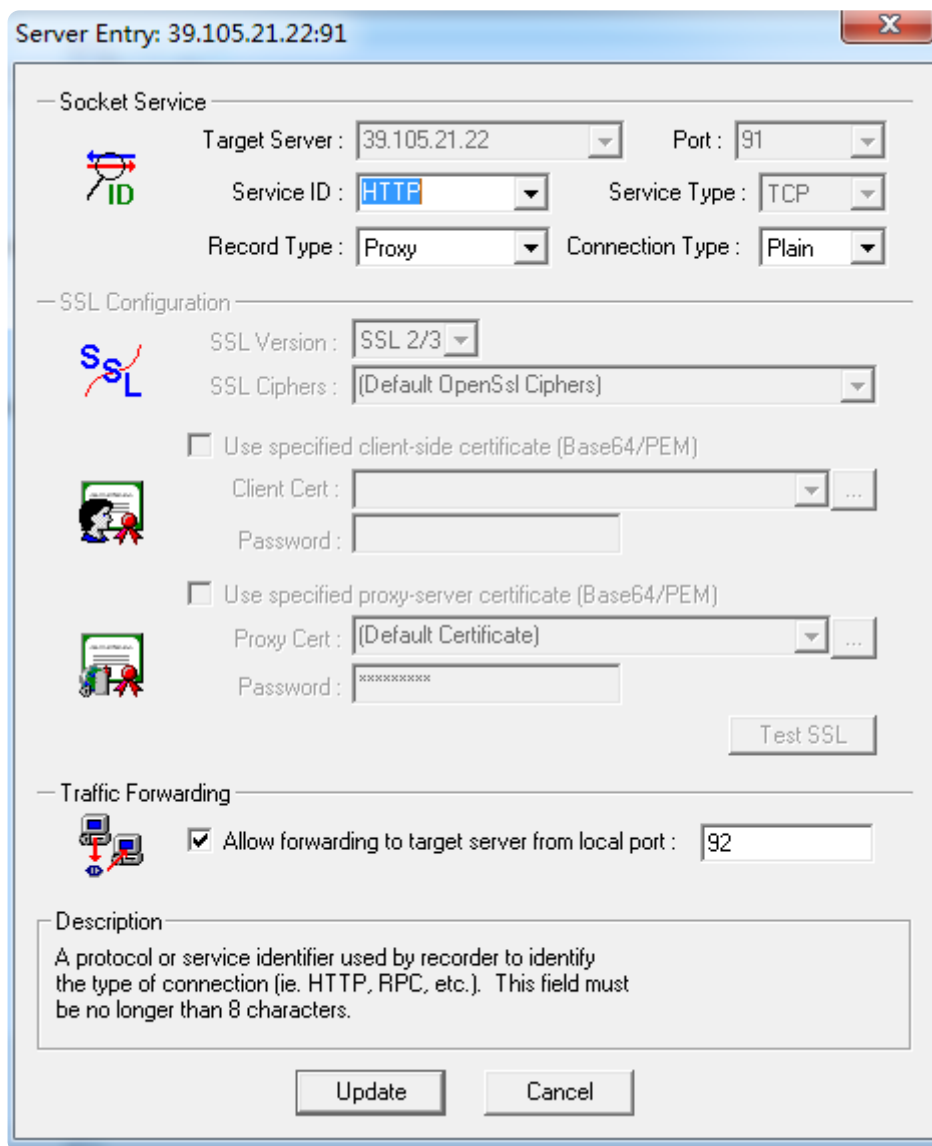 Server Entry: 39.105.21.22:91
Socket Service
ID
Target Server : 39.105.21.22 Port : 91
Service ID : HTTP Service Type : TCP
Record Type : Proxy Connection Type : Plain
SSL Configuration
SSL
SSL Version : SSL 2/3
SSL Ciphers : (Default OpenSsl Ciphers)
Use specified client-side certificate (Base64/PEM)
Client Cert : ...
Password :
Use specified proxy-server certificate (Base64/PEM)
Proxy Cert : (Default Certificate) ...
Password : *********
Test SSL
Traffic Forwarding
Allow forwarding to target server from local port : 92
Description
A protocol or service identifier used by recorder to identify
the type of connection (ie. HTTP, RPC, etc.). This field must
be no longer than 8 characters.
Update Cancel